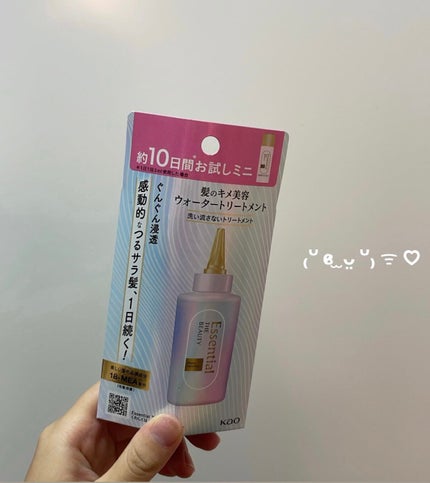 約10日間お試しミニ
髪のキメ美容
ウォータートリートメント
洗い流さないトリートメント
ぐんぐん浸透
感動的なつるサラ髪、1日続く!
18-MEA
Essential
THE
BEAUTY
Kao